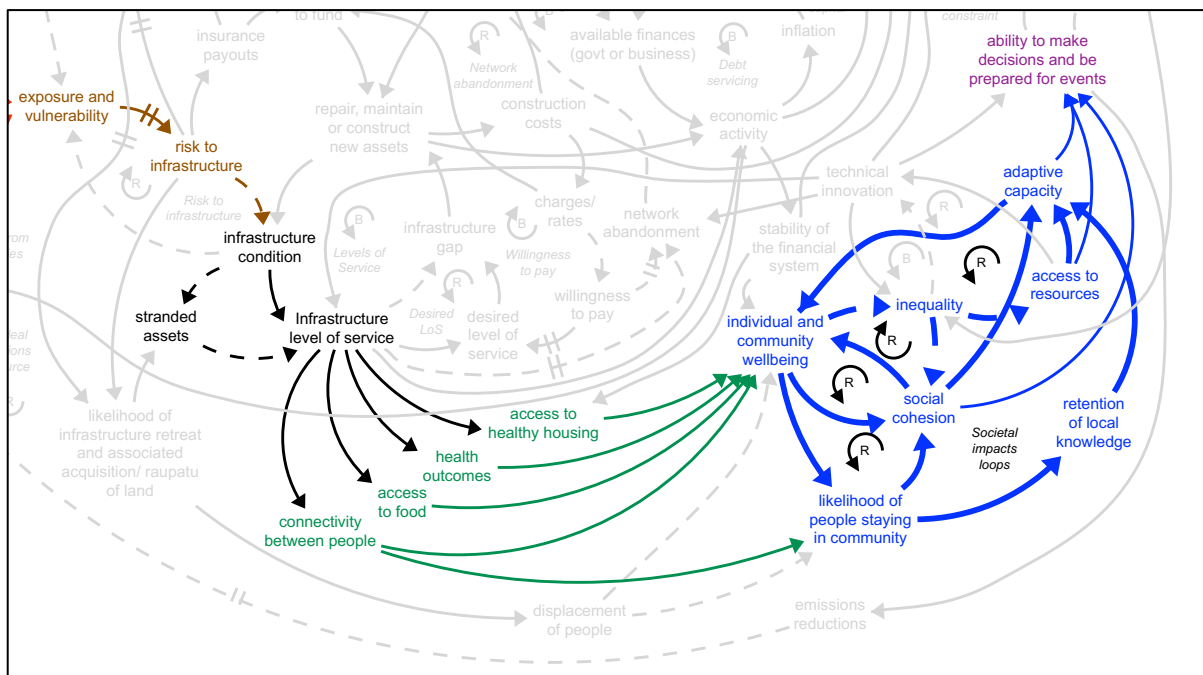 to fund
insurance
payouts
R
Network
abandonment
available finances
(govt or business)
B
Debt
servicing
inflation
constraint
ability to make
decisions and be
prepared for events
exposure and
vulnerability
risk to
infrastructure
R
Risk to
infrastructure
repair, maintain
or construct
new assets
construction
costs
economic
activity
technical
innovation
R
adaptive
capacity
infrastructure
condition
B
Levels of
Service
infrastructure
gap
charges/
rates
B
Willingness
to pay
network
abandonment
stability
of the
financial
system
B
R
access to
resources
stranded
assets
Infrastructure
level of service
R
Desired
LoS
desired
level of
service
willingness
to pay
individual and
community
wellbeing
inequality
R
R
social
cohesion
R
Societal
impacts
loops
retention
of local
knowledge
likelihood of
infrastructure retreat
and associated
acquisition/ raupatu
of land
R
access to
healthy housing
health
outcomes
access
to food
connectivity
between people
likelihood of
people staying
in community
displacement
of people
emissions
reductions